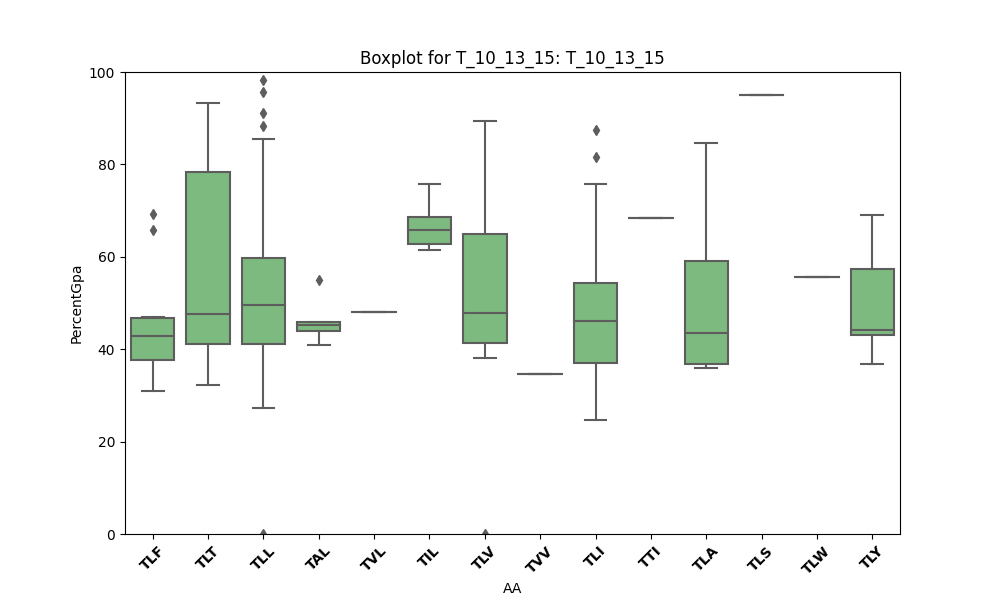 Boxplot for T_10_13_15: T_10_13_15
PercentGpa
100
80
60
40
20
0
TLF
TLT
TLL
TAL
TVL
TIL
TLV
TVV
TLI
TTI
TLA
TLS
TLW
TLY
AA